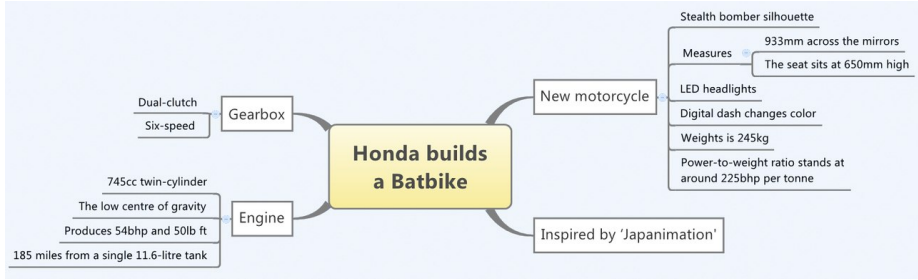 Honda builds
a Batbike
Gearbox
Dual-clutch
Six-speed
Engine
745cc twin-cylinder
The low centre of gravity
Produces 54bhp and 50lb ft
185 miles from a single 11.6-litre tank
New motorcycle
Stealth bomber silhouette
Measures
933mm across the mirrors
The seat sits at 650mm high
LED headlights
Digital dash changes color
Weights is 245kg
Power-to-weight ratio stands at
around 225bhp per tonne
Inspired by ‘Japanimation’